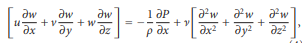 [u ∂w/∂x + v ∂w/∂y + w ∂w/∂z] = − 1/ρ ∂P/∂x + ν [∂²w/∂x² + ∂²w/∂y² + ∂²w/∂z²],